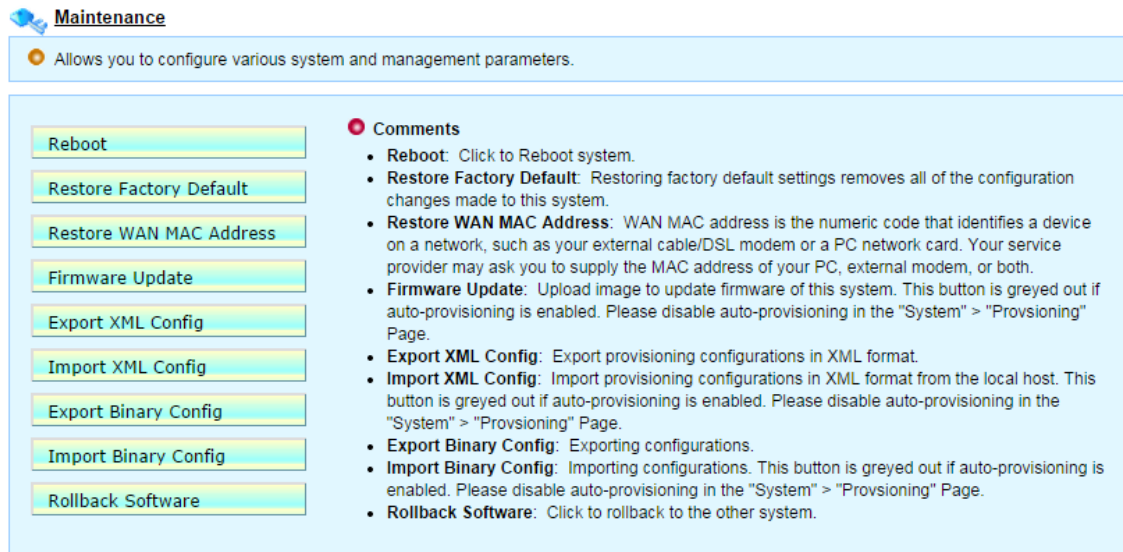 Maintenance
Allows you to configure various system and management parameters.
Reboot
Restore Factory Default
Restore WAN MAC Address
Firmware Update
Export XML Config
Import XML Config
Export Binary Config
Import Binary Config
Rollback Software
Comments
• Reboot: Click to Reboot system.
• Restore Factory Default: Restoring factory default settings removes all of the configuration
changes made to this system.
• Restore WAN MAC Address: WAN MAC address is the numeric code that identifies a device
on a network, such as your external cable/DSL modem or a PC network card. Your service
provider may ask you to supply the MAC address of your PC, external modem, or both.
• Firmware Update: Upload image to update firmware of this system. This button is greyed out if
auto-provisioning is enabled. Please disable auto-provisioning in the "System" > "Provsioning"
Page.
• Export XML Config: Export provisioning configurations in XML format.
• Import XML Config: Import provisioning configurations in XML format from the local host. This
button is greyed out if auto-provisioning is enabled. Please disable auto-provisioning in the
"System" > "Provsioning" Page.
• Export Binary Config: Exporting configurations.
• Import Binary Config: Importing configurations. This button is greyed out if auto-provisioning is
enabled. Please disable auto-provisioning in the "System" > "Provsioning" Page.
• Rollback Software: Click to rollback to the other system.